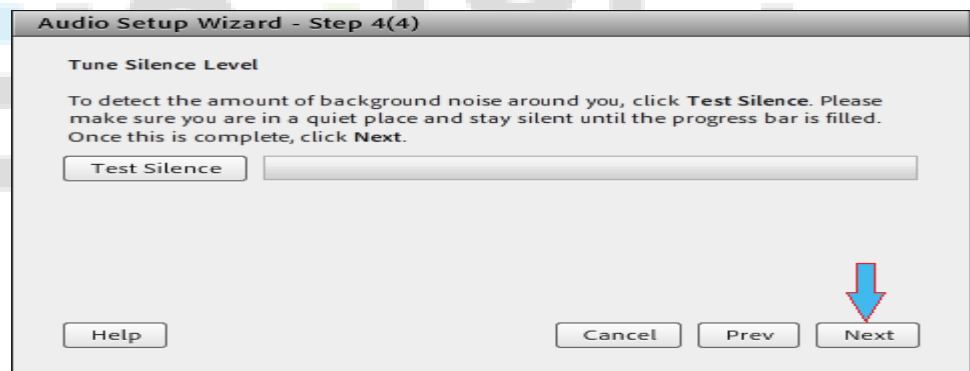 Audio Setup Wizard - Step 4(4)
Tune Silence Level
To detect the amount of background noise around you, click Test Silence. Please
make sure you are in a quiet place and stay silent until the progress bar is filled.
Once this is complete, click Next.
Test Silence
Help Cancel Prev Next